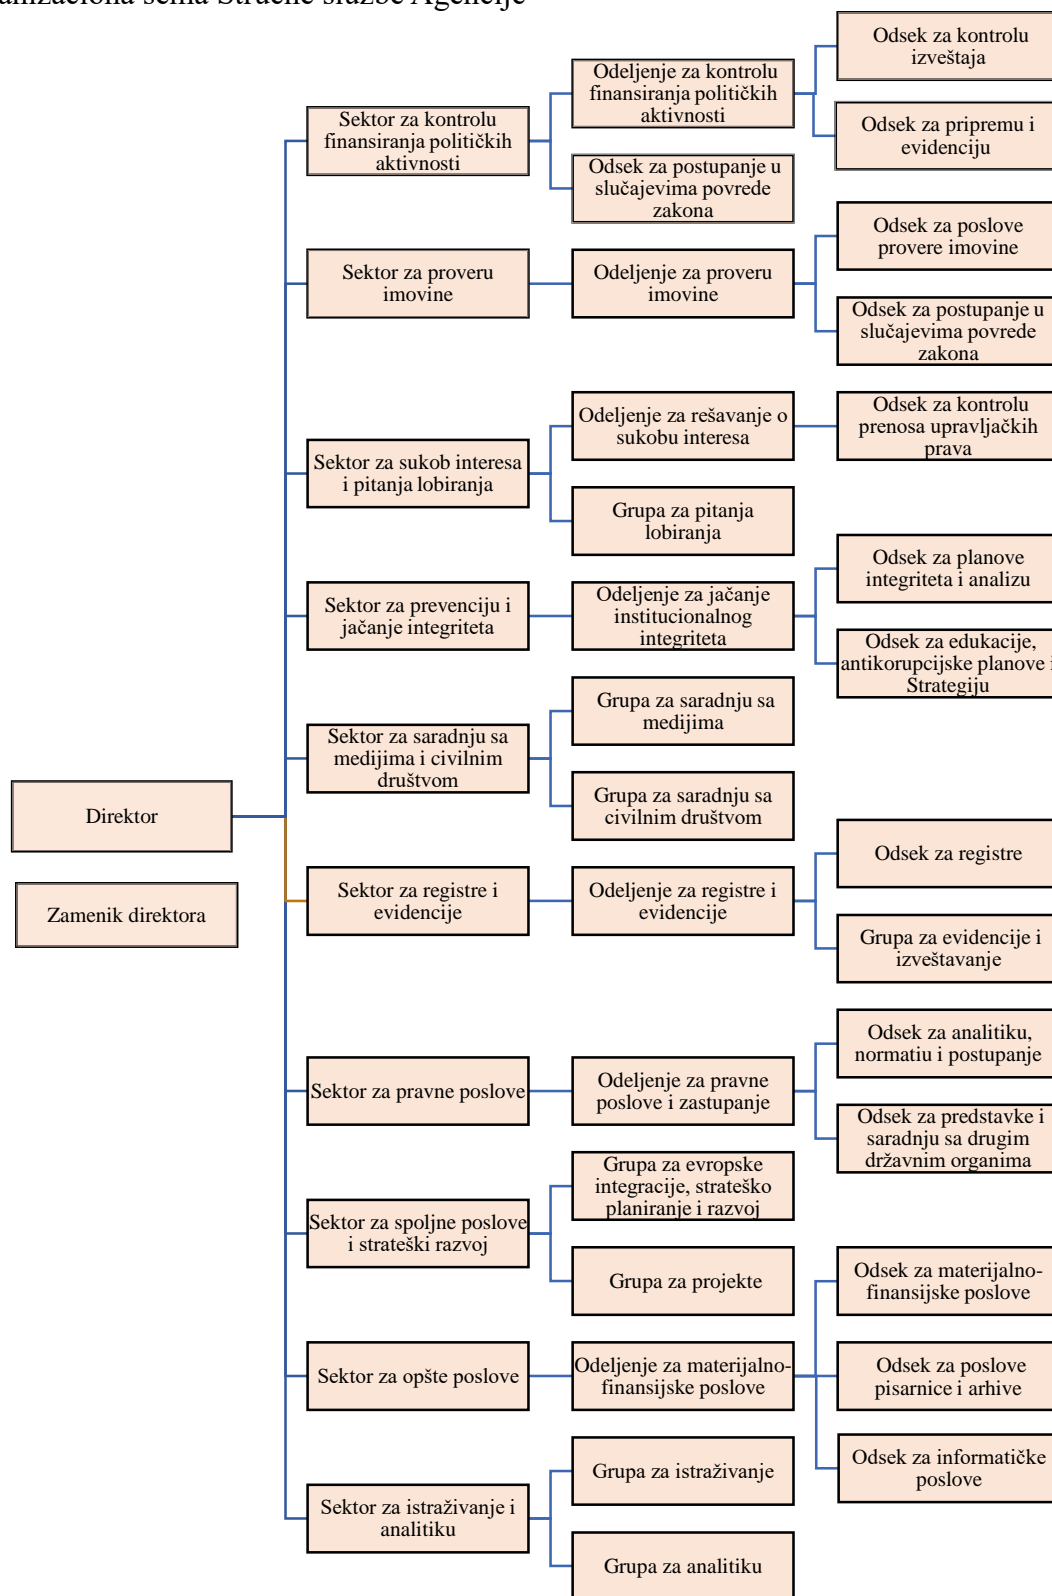 anizaciona šema Stručne službe Agencije
Odsek za kontrolu
izveštaja
Odeljenje za kontrolu
finansiranja političkih
aktivnosti
Odsek za pripremu i
evidenciju
Sektor za kontrolu
finansiranja političkih
aktivnosti
Odsek za postupanje u
slučajevima povrede
zakona
Odsek za poslove
provere imovine
Sektor za proveru
imovine
Odeljenje za proveru
imovine
Odsek za postupanje u
slučajevima povrede
zakona
Odeljenje za rešavanje o
sukobu interesa
Odsek za kontrolu
prenosa upravljačkih
prava
Sektor za sukob interesa
i pitanja lobiranja
Grupa za pitanja
lobiranja
Odsek za planove
integriteta i analizu
Sektor za prevenciju i
jačanje integriteta
Odeljenje za jačanje
institucionalnog
integriteta
Odsek za edukacije,
antikorupcijske planove i
Strategiju
Grupa za saradnju sa
medijima
Sektor za saradnju sa
medijima i civilnim
društvom
Grupa za saradnju sa
civilnim društvom
Direktor
Zamenik direktora
Odsek za registre
Sektor za registre i
evidencije
Odeljenje za registre i
evidencije
Grupa za evidencije i
izveštavanje
Odsek za analitiku,
normatiu i postupanje
Sektor za pravne poslove
Odeljenje za pravne
poslove i zastupanje
Odsek za predstavke i
saradnju sa drugim
državnim organima
Grupa za evropske
integracije, strateško
planiranje i razvoj
Sektor za spoljne poslove
i strateški razvoj
Grupa za projekte
Odsek za materijalno-
finansijske poslove
Sektor za opšte poslove
Odeljenje za materijalno-
finansijske poslove
Odsek za poslove
pisarnice i arhive
Odsek za informatičke
poslove
Grupa za istraživanje
Sektor za istraživanje i
analitiku
Grupa za analitiku